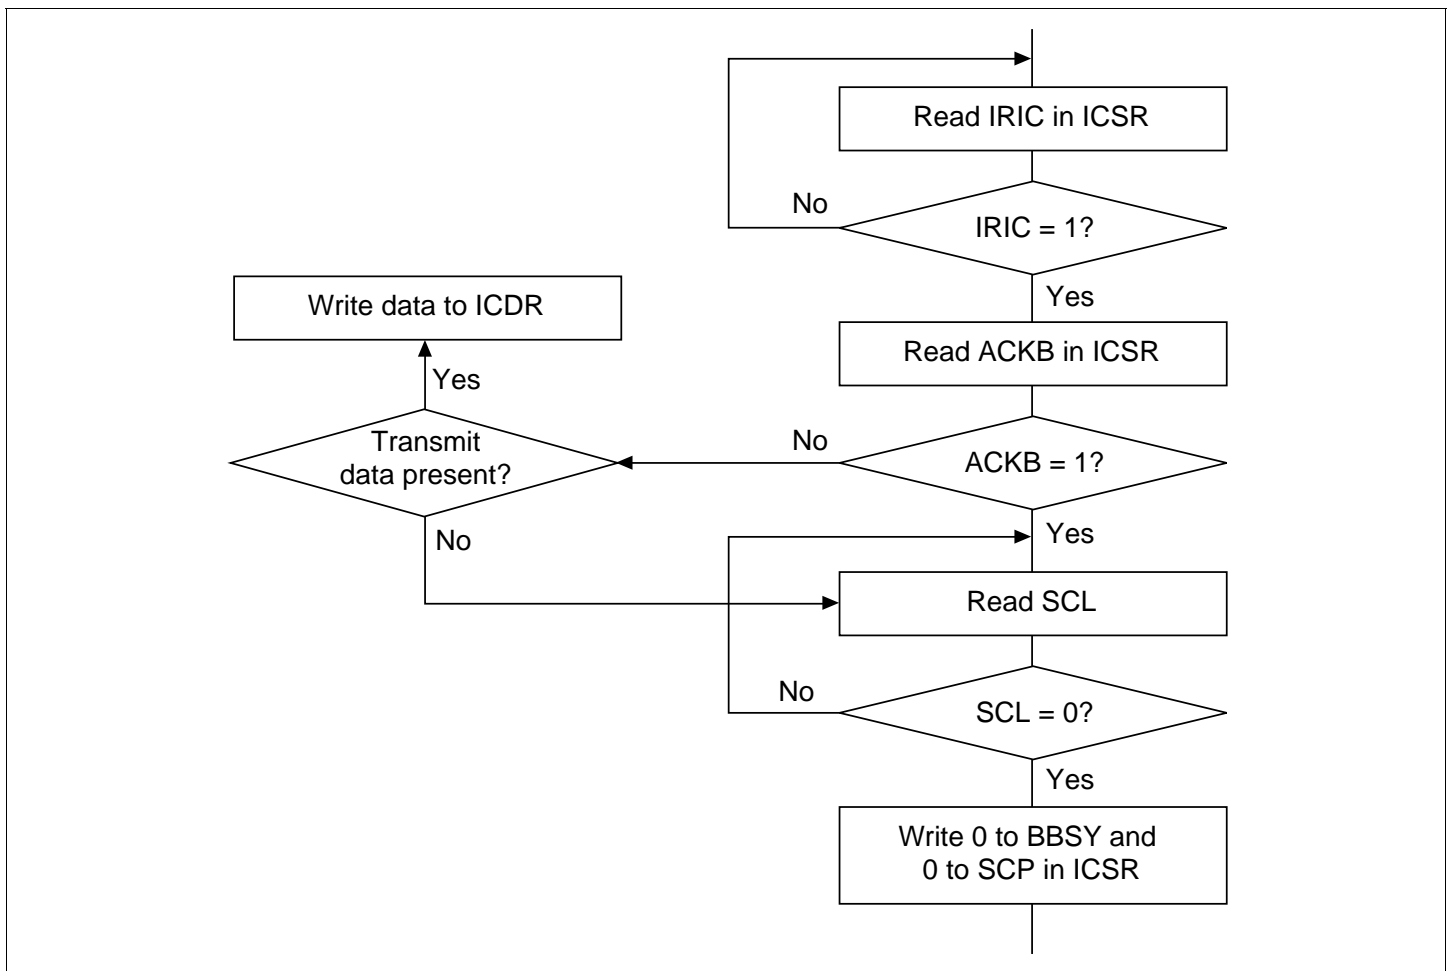 Read IRIC in ICSR
No
IRIC = 1?
Yes
Write data to ICDR
Read ACKB in ICSR
Yes
Transmit
data present?
No
ACKB = 1?
No
Yes
Read SCL
No
SCL = 0?
Yes
Write 0 to BBSY and
0 to SCP in ICSR